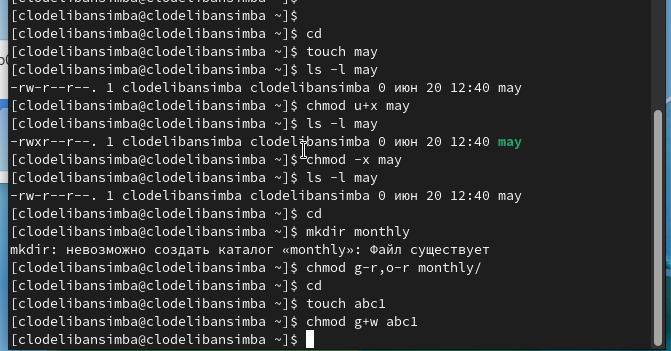 [clodelibansimba@clodelibansimba ~]$
[clodelibansimba@clodelibansimba ~]$
[clodelibansimba@clodelibansimba ~]$ cd
[clodelibansimba@clodelibansimba ~]$ touch may
[clodelibansimba@clodelibansimba ~]$ ls -l may
-rw-r--r--. 1 clodelibansimba clodelibansimba 0 июн 20 12:40 may
[clodelibansimba@clodelibansimba ~]$ chmod u+x may
[clodelibansimba@clodelibansimba ~]$ ls -l may
-rwxr--r--. 1 clodelibansimba clodelibansimba 0 июн 20 12:40 may
[clodelibansimba@clodelibansimba ~]$ chmod -x may
[clodelibansimba@clodelibansimba ~]$ ls -l may
-rw-r--r--. 1 clodelibansimba clodelibansimba 0 июн 20 12:40 may
[clodelibansimba@clodelibansimba ~]$ cd
[clodelibansimba@clodelibansimba ~]$ mkdir monthly
mkdir: невозможно создать каталог «monthly»: Файл существует
[clodelibansimba@clodelibansimba ~]$ chmod g-r,o-r monthly/
[clodelibansimba@clodelibansimba ~]$ cd
[clodelibansimba@clodelibansimba ~]$ touch abc1
[clodelibansimba@clodelibansimba ~]$ chmod g+w abc1
[clodelibansimba@clodelibansimba ~]$